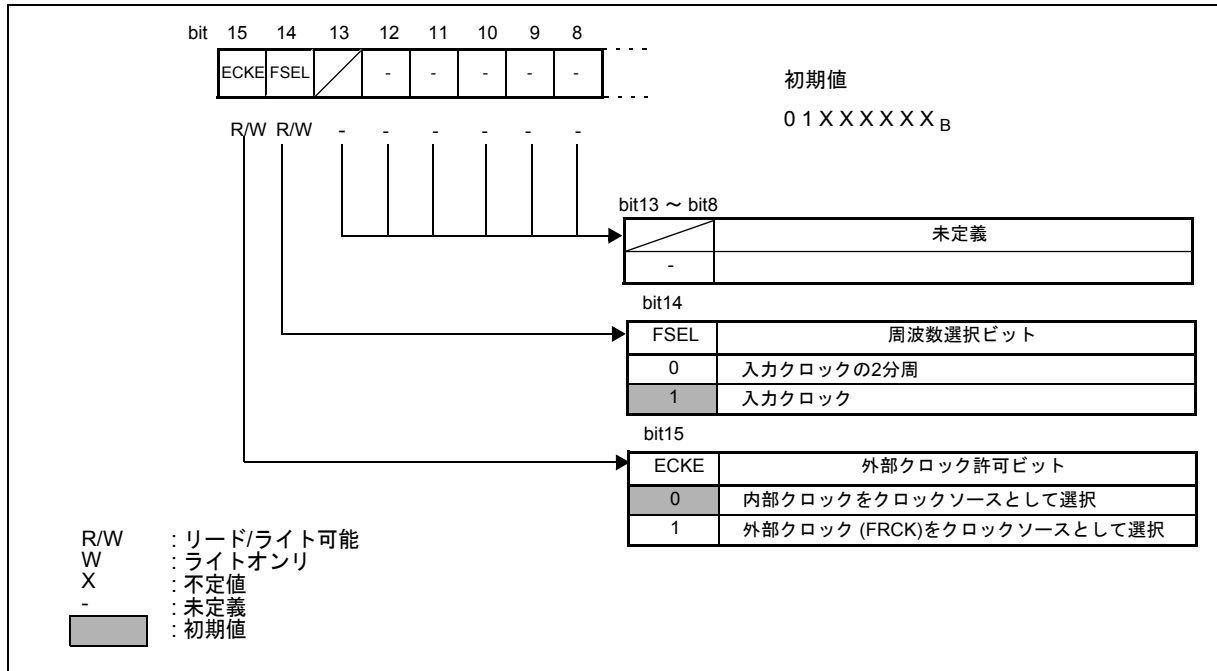 bit 15 14 13 12 11 10 9 8
ECKE FSEL - - - - -
初期値
0 1 X X X X X X B
R/W R/W - - - - - -
bit13 ～ bit8
未定義
-
bit14
FSEL 周波数選択ビット
0 入力クロックの2分周
1 入力クロック
bit15
ECKE 外部クロック許可ビット
0 内部クロックをクロックソースとして選択
1 外部クロック (FRCK)をクロックソースとして選択
R/W : リード/ライト可能
W : ライトオンリ
X : 不定値
- : 未定義
: 初期値